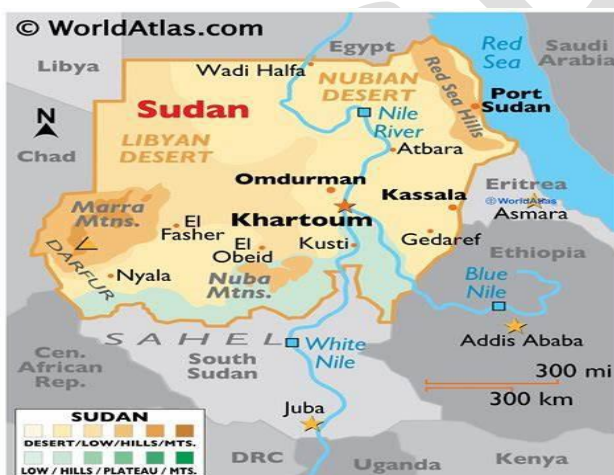 © WorldAtlas.com
Libya
Egypt
Red
Sea
Saudi
Arabia
Wadi Halfa
NUBIAN
DESERT
Red Sea Hills
Sudan
Port
Sudan
N
Nile
River
LIBYAN
DESERT
Chad
Atbara
Omdurman
Kassala
Eritrea
© WorldAtlas
Asmara
Marra
Mtns.
Khartoum
El
Fasher
El
Obeid
Kusti
Gedaref
Ethiopia
DARFUR
Nyala
Nuba
Mtns.
Blue
Nile
SAHEL
White
Nile
Addis Ababa
Cen.
African
Rep.
South
Sudan
300 mi
300 km
Juba
SUDAN
DESERT/LOW/HILLS/MTS.
LOW / HILLS / PLATEAU / MTS.
DRC
Uganda
Kenya